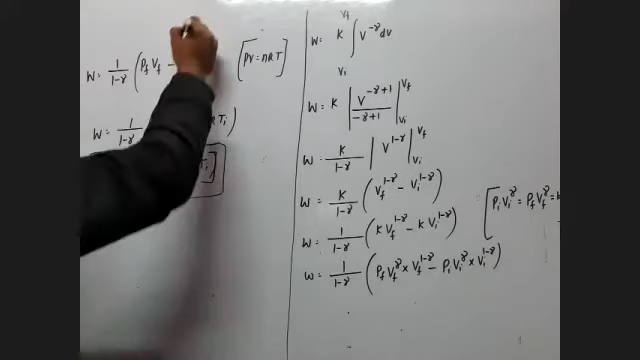 W = 1/(1-γ) (P_f V_f -
[PV = nRT]
W = 1/(1-γ)
R T_i)
T_i]
V_f
W = K ∫ V^-γ dv
V_i
W = K | V^(-γ+1)/(-γ+1) |_{V_i}^{V_f}
W = K/(1-γ) | V^(1-γ) |_{V_i}^{V_f}
W = K/(1-γ) (V_f^(1-γ) - V_i^(1-γ))
[P_i V_i^γ = P_f V_f^γ = k
W = 1/(1-γ) (K V_f^(1-γ) - K V_i^(1-γ))
W = 1/(1-γ) (P_f V_f^γ × V_f^(1-γ) - P_i V_i^γ × V_i^(1-γ))